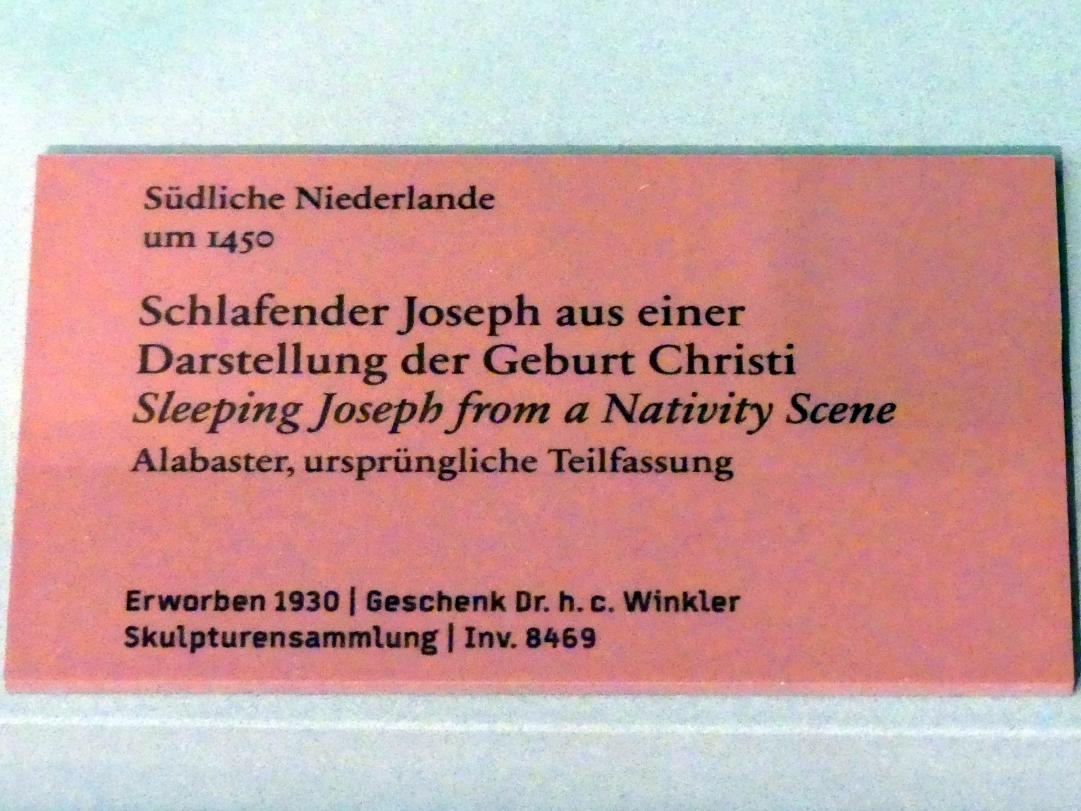 Südliche Niederlande
um 1450
Schlafender Joseph aus einer
Darstellung der Geburt Christi
Sleeping Joseph from a Nativity Scene
Alabaster, ursprüngliche Teilfassung
Erworben 1930 | Geschenk Dr. h. c. Winkler
Skulpturensammlung | Inv. 8469